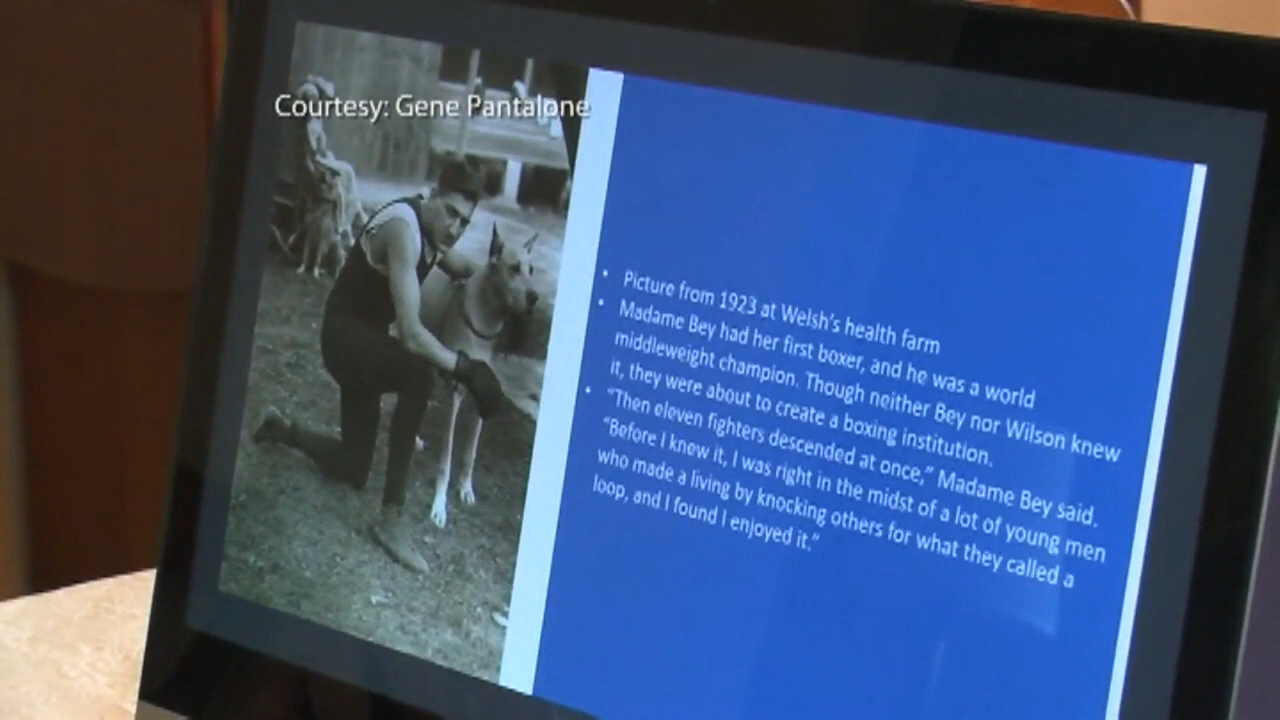 Courtesy: Gene Pantalone
• Picture from 1923 at Welsh's health farm
• Madame Bey had her first boxer, and he was a world
middleweight champion. Though neither Bey nor Wilson knew
it, they were about to create a boxing institution.
• "Then eleven fighters descended at once," Madame Bey said.
"Before I knew it, I was right in the midst of a lot of young men
who made a living by knocking others for what they called a
loop, and I found I enjoyed it."